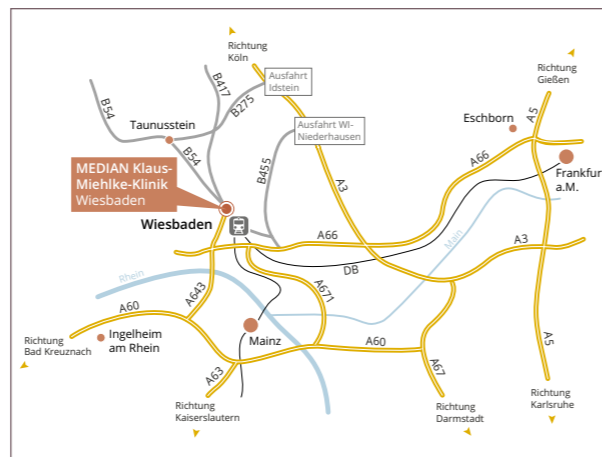 Richtung
Köln
Richtung
Gießen
B417
B275
Ausfahrt
Idstein
B54
Taunusstein
Ausfahrt WI-
Niederhausen
Eschborn
A5
B54
B455
A3
A66
Frankfur
a.M.
MEDIAN Klaus-
Miehlke-Klinik
Wiesbaden
Wiesbaden
A66
Main
A3
DB
Rhein
A643
A671
A60
Ingelheim
am Rhein
Mainz
A60
A5
Richtung
Bad Kreuznach
A63
A67
Richtung
Kaiserslautern
Richtung
Darmstadt
Richtung
Karlsruhe